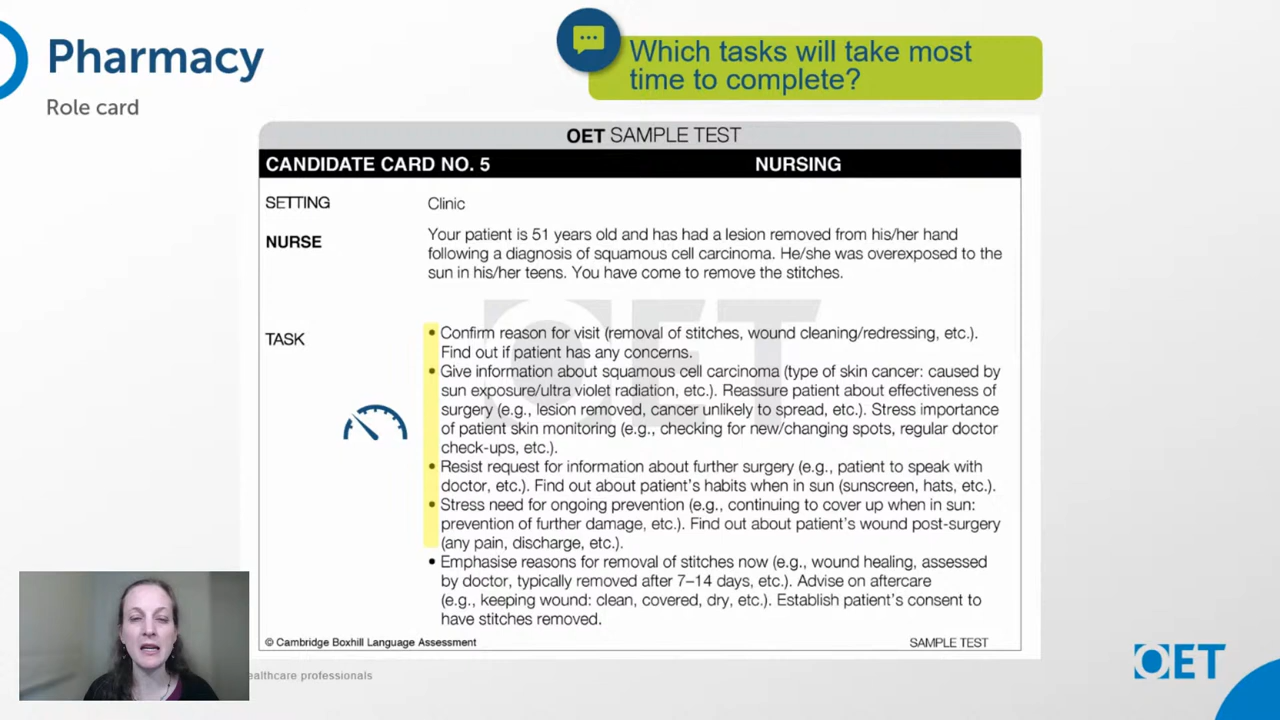 Pharmacy
Role card
Which tasks will take most
time to complete?
OET SAMPLE TEST
CANDIDATE CARD NO. 5 NURSING
SETTING Clinic
NURSE Your patient is 51 years old and has had a lesion removed from his/her hand
following a diagnosis of squamous cell carcinoma. He/she was overexposed to the
sun in his/her teens. You have come to remove the stitches.
TASK • Confirm reason for visit (removal of stitches, wound cleaning/redressing, etc.).
Find out if patient has any concerns.
• Give information about squamous cell carcinoma (type of skin cancer: caused by
sun exposure/ultra violet radiation, etc.). Reassure patient about effectiveness of
surgery (e.g., lesion removed, cancer unlikely to spread, etc.). Stress importance
of patient skin monitoring (e.g., checking for new/changing spots, regular doctor
check-ups, etc.).
• Resist request for information about further surgery (e.g., patient to speak with
doctor, etc.). Find out about patient's habits when in sun (sunscreen, hats, etc.).
• Stress need for ongoing prevention (e.g., continuing to cover up when in sun:
prevention of further damage, etc.). Find out about patient's wound post-surgery
(any pain, discharge, etc.).
• Emphasise reasons for removal of stitches now (e.g., wound healing, assessed
by doctor, typically removed after 7–14 days, etc.). Advise on aftercare
(e.g., keeping wound: clean, covered, dry, etc.). Establish patient's consent to
have stitches removed.
© Cambridge Boxhill Language Assessment SAMPLE TEST
OET
ealthcare professionals
OET